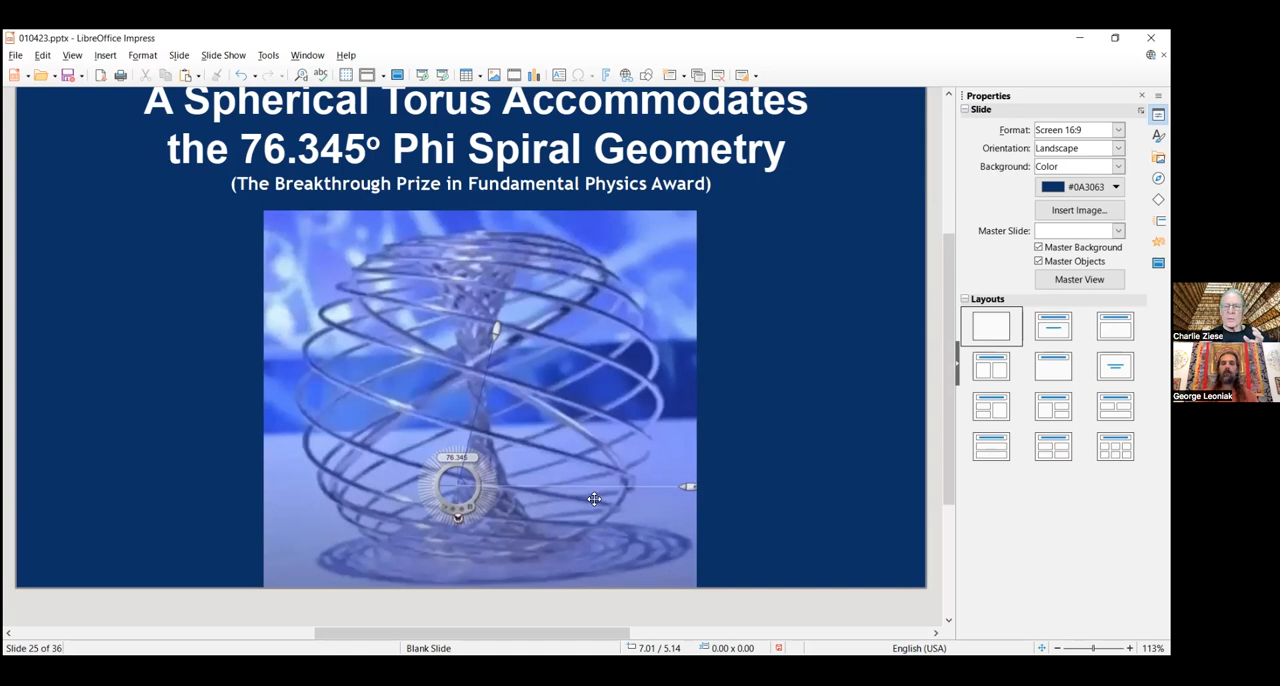 010423.pptx - LibreOffice Impress
File Edit View Insert Format Slide Slide Show Tools Window Help
A Spherical Torus Accommodates
the 76.345º Phi Spiral Geometry
(The Breakthrough Prize in Fundamental Physics Award)
76.345
Properties
Slide
Format: Screen 16:9
Orientation: Landscape
Background: Color
#0A3063
Insert Image...
Master Slide:
Master Background
Master Objects
Master View
Layouts
Charlie Ziese
George Leoniak
Slide 25 of 36
Blank Slide
7.01 / 5.14
0.00 x 0.00
English (USA)
113%